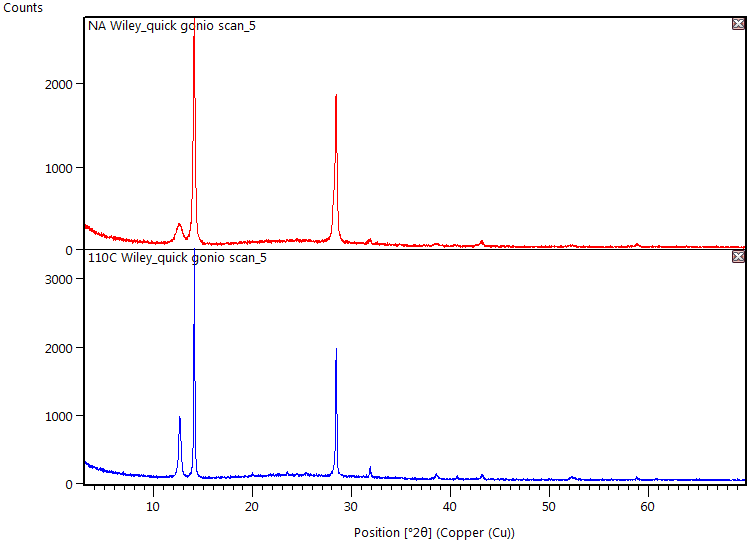 Counts
NA Wiley_quick gonio scan_5
2000
1000
0
110C Wiley_quick gonio scan_5
3000
2000
1000
0
10 20 30 40 50 60
Position [°2θ] (Copper (Cu))